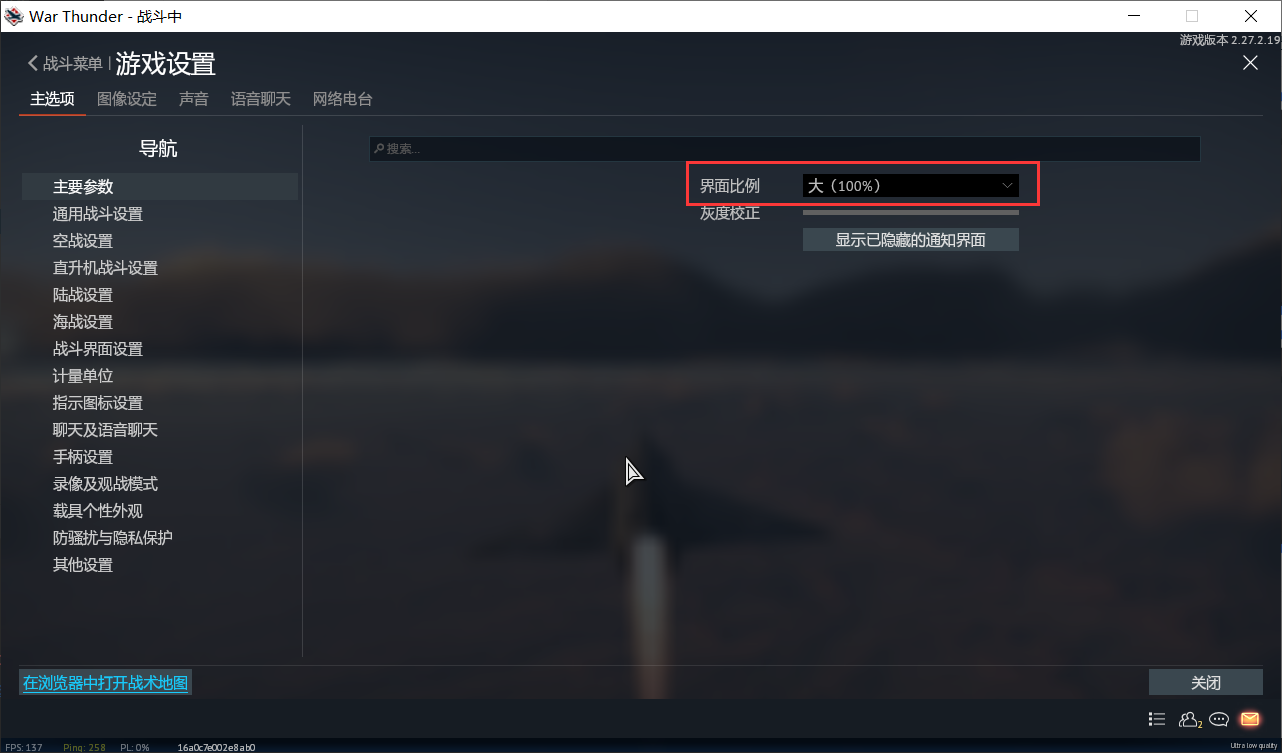 War Thunder - 战斗中
游戏版本 2.27.2.19
战斗菜单 | 游戏设置
主选项 图像设定 声音 语音聊天 网络电台
导航
搜索...
主要参数
界面比例 大（100%）
通用战斗设置
灰度校正
空战设置
显示已隐藏的通知界面
直升机战斗设置
陆战设置
海战设置
战斗界面设置
计量单位
指示图标设置
聊天及语音聊天
手柄设置
录像及观战模式
载具个性外观
防骚扰与隐私保护
其他设置
在浏览器中打开战术地图
关闭
2
FPS: 137 Ping: 258 PL: 0% 16a0c7e002e8ab0
Ultra low quality